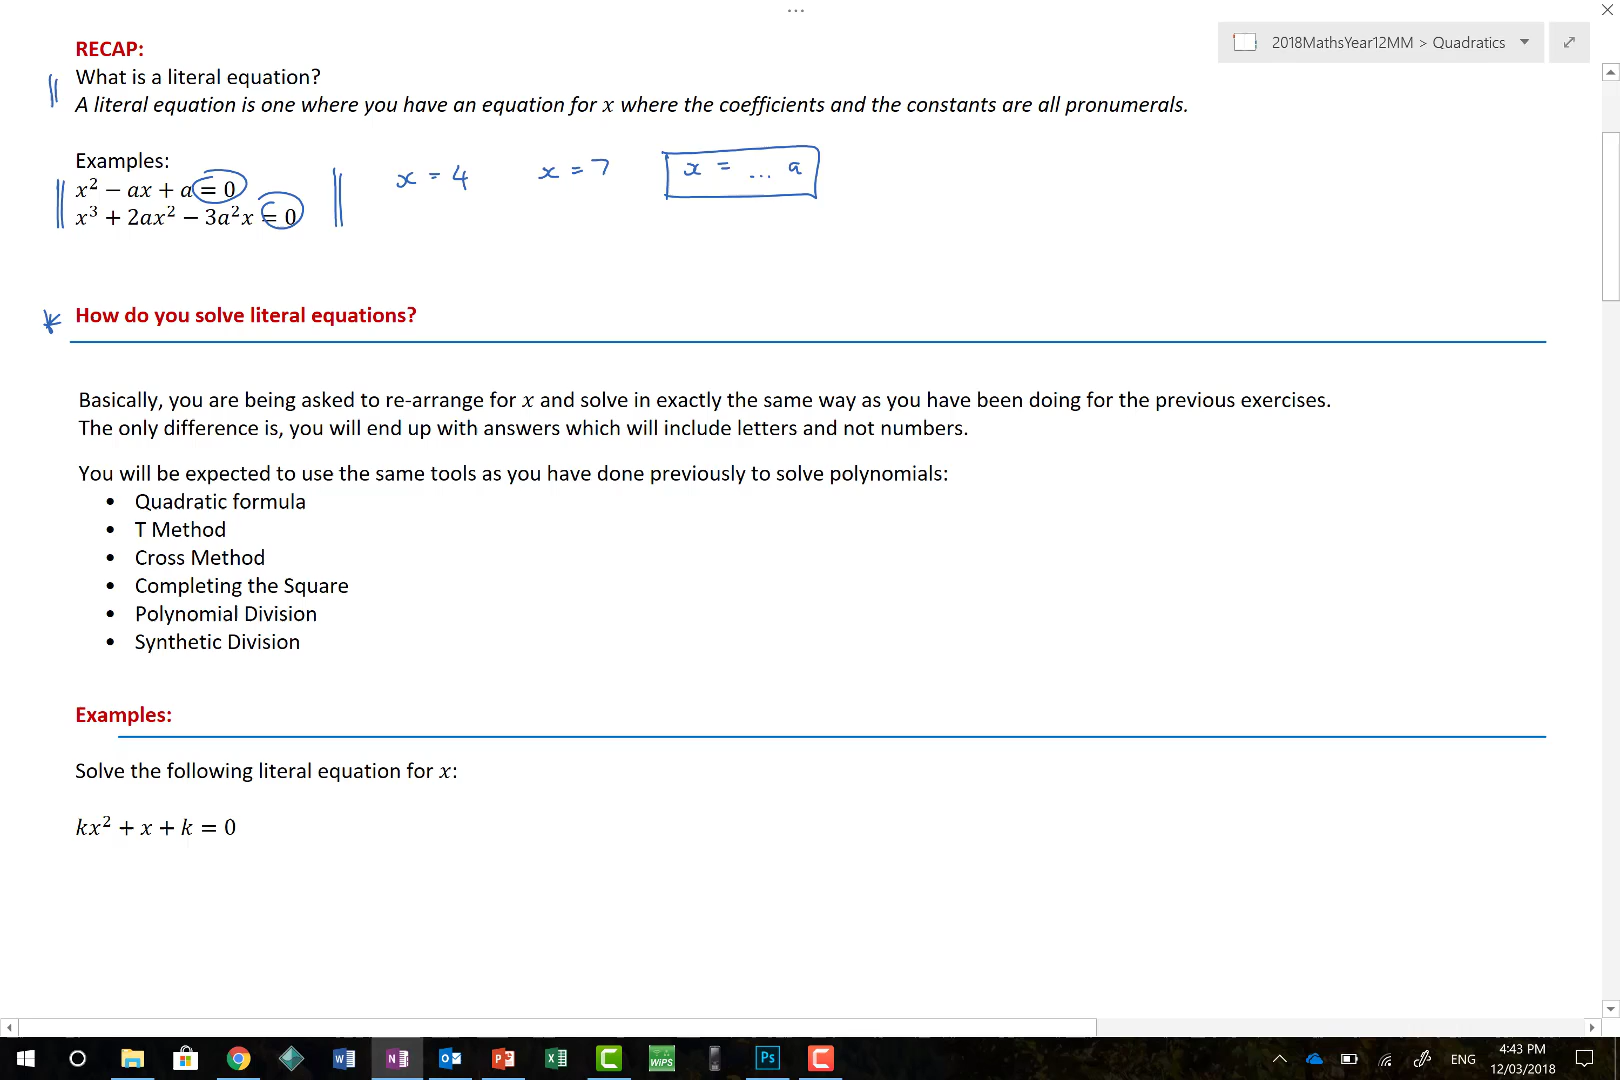 RECAP:
2018MathsYear12MM > Quadratics
What is a literal equation?
A literal equation is one where you have an equation for x where the coefficients and the constants are all pronumerals.
Examples:
x² − ax + a = 0
x = 4 x = 7 x = ... a
x³ + 2ax² − 3a²x = 0
* How do you solve literal equations?
Basically, you are being asked to re-arrange for x and solve in exactly the same way as you have been doing for the previous exercises.
The only difference is, you will end up with answers which will include letters and not numbers.
You will be expected to use the same tools as you have done previously to solve polynomials:
• Quadratic formula
• T Method
• Cross Method
• Completing the Square
• Polynomial Division
• Synthetic Division
Examples:
Solve the following literal equation for x:
kx² + x + k = 0
WiPS
Ps
ENG
4:43 PM
12/03/2018